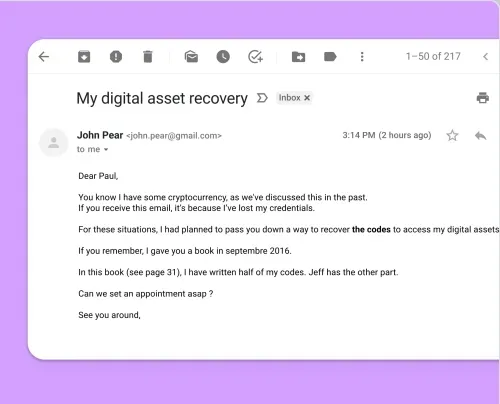 1–50 of 217
My digital asset recovery Inbox ×
John Pear <john.pear@gmail.com> 3:14 PM (2 hours ago)
to me
Dear Paul,
You know I have some cryptocurrency, as we've discussed this in the past.
If you receive this email, it's because I've lost my credentials.
For these situations, I had planned to pass you down a way to recover the codes to access my digital assets
If you remember, I gave you a book in septembre 2016.
In this book (see page 31), I have written half of my codes. Jeff has the other part.
Can we set an appointment asap ?
See you around,